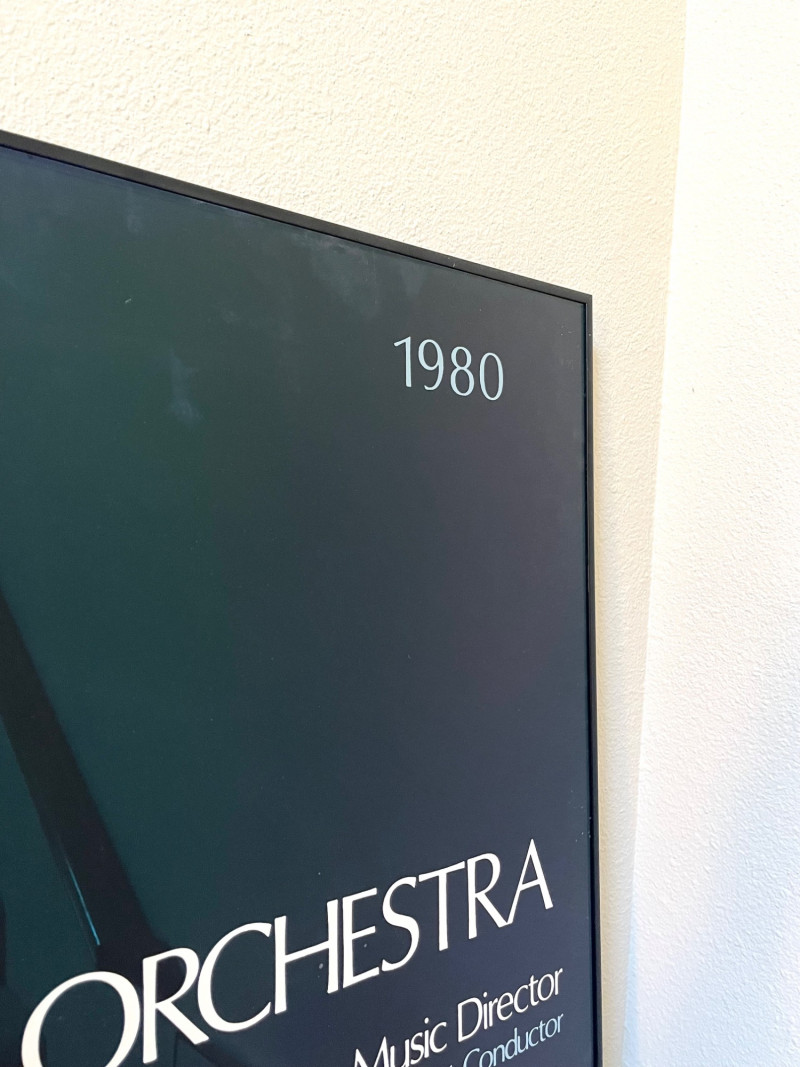 1980
ORCHESTRA
Music Director
Conductor